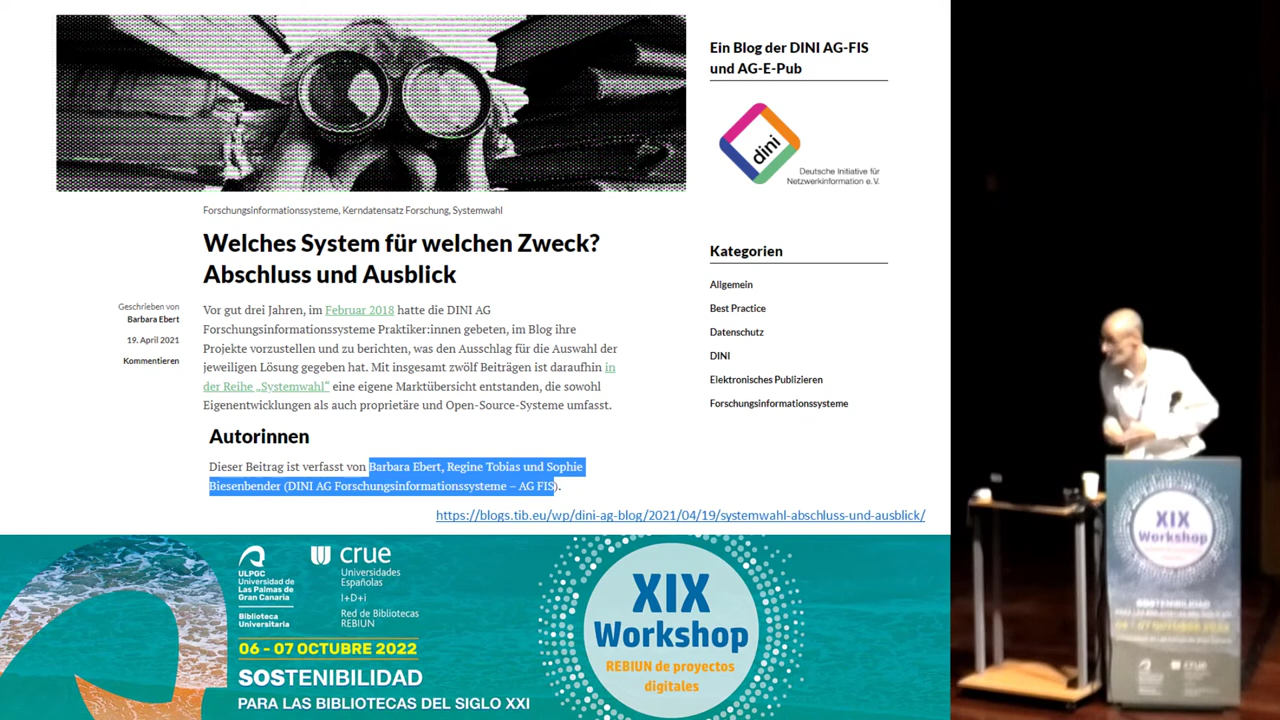 Ein Blog der DINI AG-FIS
und AG-E-Pub
dini
Deutsche Initiative für
Netzwerkinformation e.V.
Forschungsinformationssysteme, Kerndatensatz Forschung, Systemwahl
Welches System für welchen Zweck?
Abschluss und Ausblick
Geschrieben von
Barbara Ebert
19. April 2021
Kommentieren
Vor gut drei Jahren, im Februar 2018 hatte die DINI AG
Forschungsinformationssysteme Praktiker:innen gebeten, im Blog ihre
Projekte vorzustellen und zu berichten, was den Ausschlag für die Auswahl der
jeweiligen Lösung gegeben hat. Mit insgesamt zwölf Beiträgen ist daraufhin in
der Reihe „Systemwahl“ eine eigene Marktübersicht entstanden, die sowohl
Eigenentwicklungen als auch proprietäre und Open-Source-Systeme umfasst.
Kategorien
Allgemein
Best Practice
Datenschutz
DINI
Elektronisches Publizieren
Forschungsinformationssysteme
Autorinnen
Dieser Beitrag ist verfasst von Barbara Ebert, Regine Tobias und Sophie
Biesenbender (DINI AG Forschungsinformationssysteme – AG FIS).
https://blogs.tib.eu/wp/dini-ag-blog/2021/04/19/systemwahl-abschluss-und-ausblick/
ULPGC
Universidad de
Las Palmas de
Gran Canaria
Biblioteca
Universitaria
crue
Universidades
Españolas
I+D+i
Red de Bibliotecas
REBIUN
06 - 07 OCTUBRE 2022
SOSTENIBILIDAD
PARA LAS BIBLIOTECAS DEL SIGLO XXI
XIX
Workshop
REBIUN de proyectos
digitales
XIX
Workshop
SOSTENIBILIDAD
crue